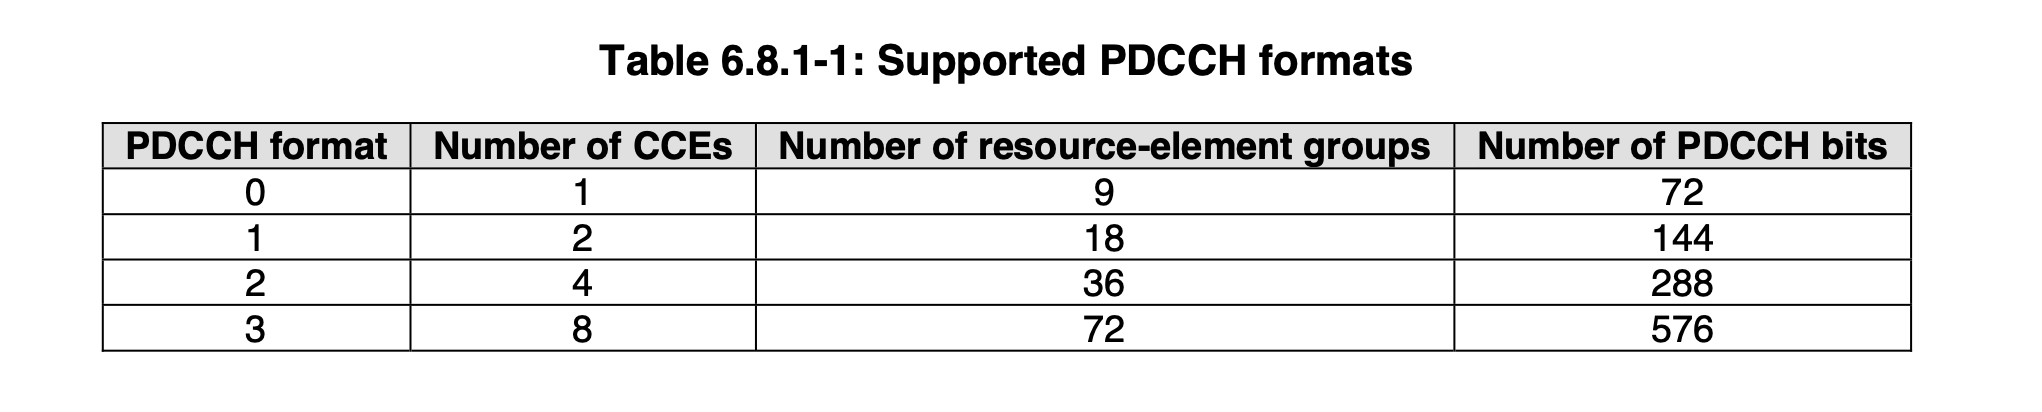 Table 6.8.1-1: Supported PDCCH formats
PDCCH format Number of CCEs Number of resource-element groups Number of PDCCH bits
0 1 9 72
1 2 18 144
2 4 36 288
3 8 72 576